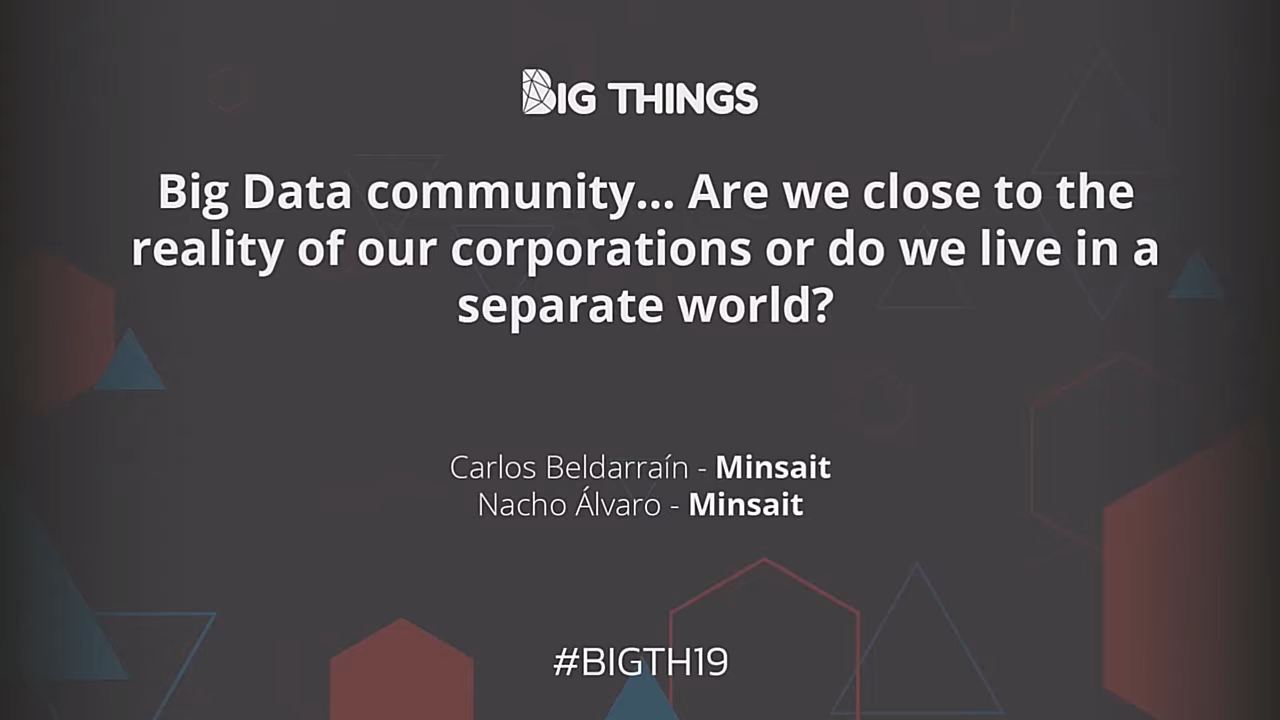 BIG THINGS
Big Data community... Are we close to the
reality of our corporations or do we live in a
separate world?
Carlos Beldarraín - Minsait
Nacho Álvaro - Minsait
#BIGTH19